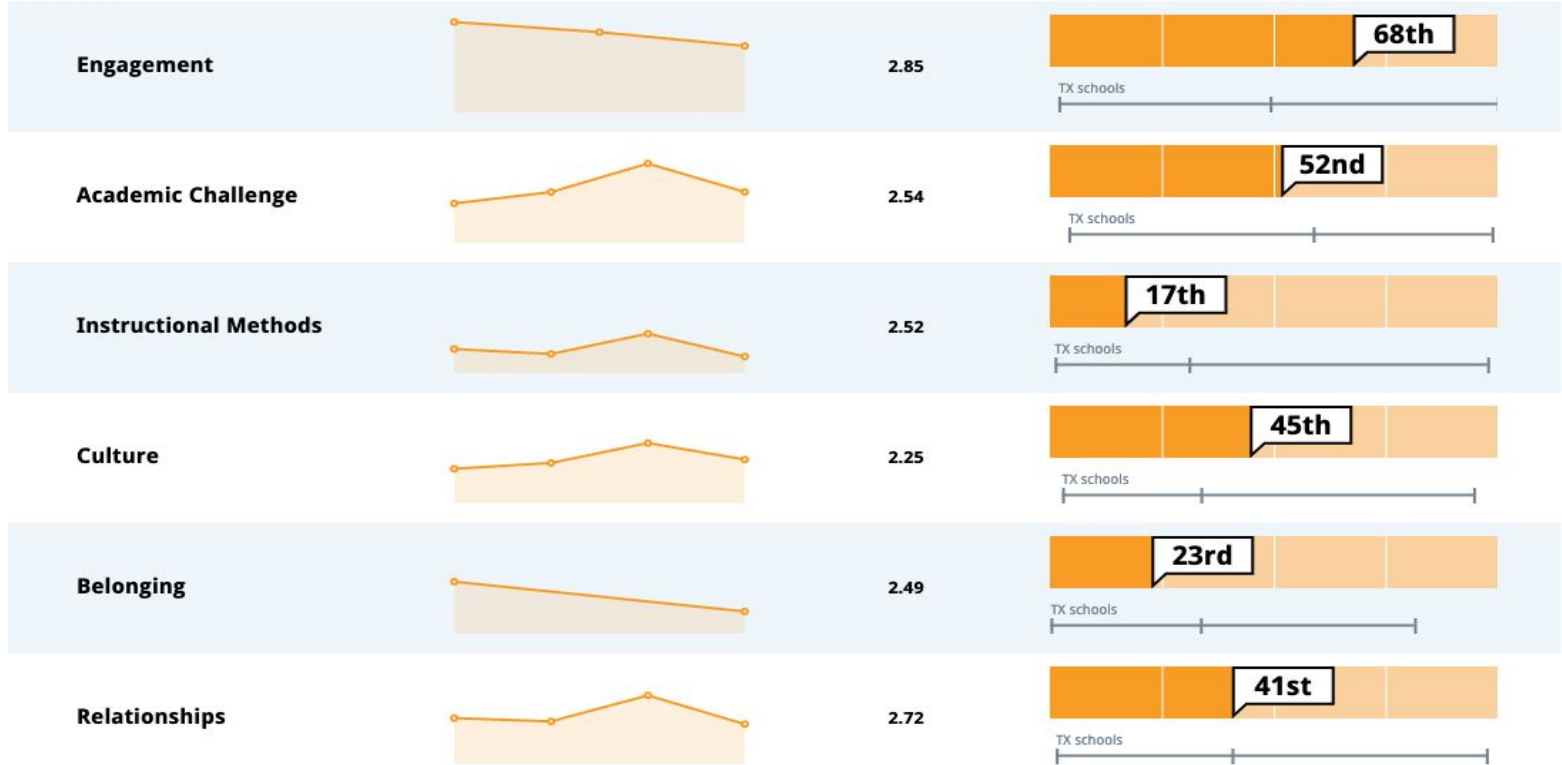 Engagement
2.85
68th
TX schools
Academic Challenge
2.54
52nd
TX schools
Instructional Methods
2.52
17th
TX schools
Culture
2.25
45th
TX schools
Belonging
2.49
23rd
TX schools
Relationships
2.72
41st
TX schools